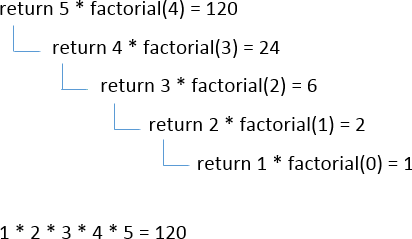 return 5 * factorial(4) = 120
return 4 * factorial(3) = 24
return 3 * factorial(2) = 6
return 2 * factorial(1) = 2
return 1 * factorial(0) = 1
1 * 2 * 3 * 4 * 5 = 120